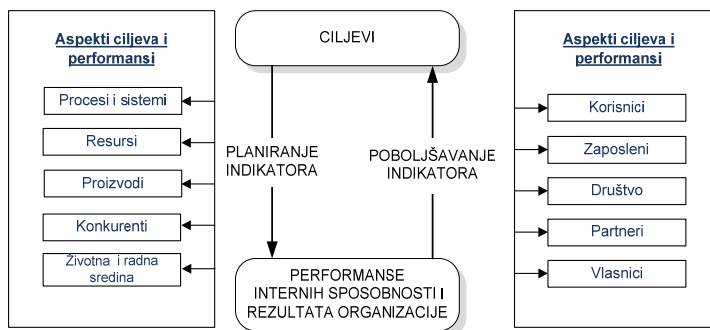 Aspekti ciljeva i
performansi
Procesi i sistemi
Resursi
Proizvodi
Konkurenti
Životna i radna
sredina
CILJEVI
PLANIRANJE
INDIKATORA
POBOLJŠAVANJE
INDIKATORA
PERFORMANSE
INTERNIH SPOSOBNOSTI I
REZULTATA ORGANIZACIJE
Aspekti ciljeva i
performansi
Korisnici
Zaposleni
Društvo
Partneri
Vlasnici